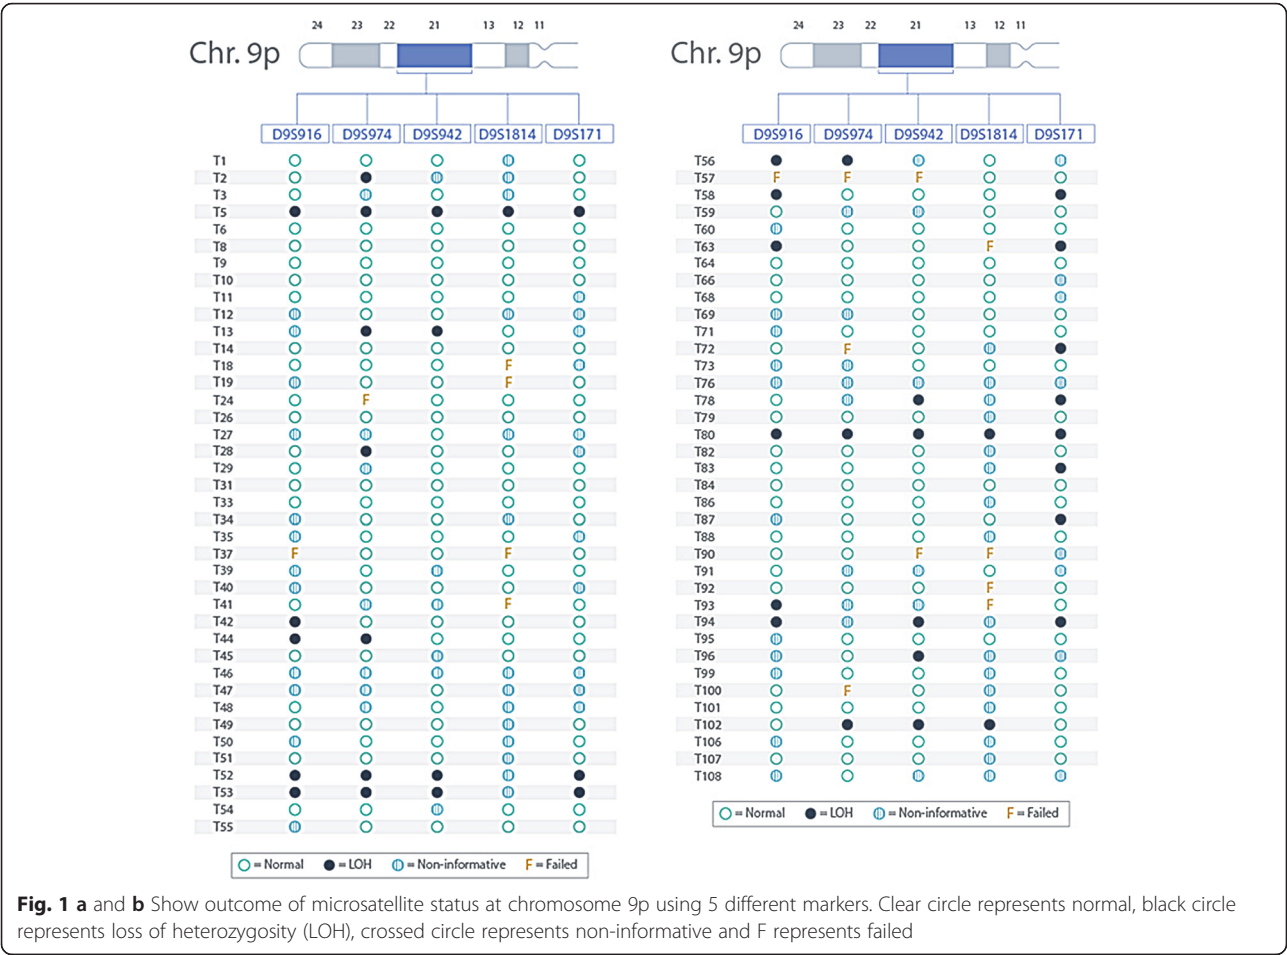 24 23 22 21 13 12 11
Chr. 9p
D9S916 D9S974 D9S942 D9S1814 D9S171
T1
T2
T3
T5
T6
T8
T9
T10
T11
T12
T13
T14
T18 F
T19 F
T24 F
T26
T27
T28
T29
T31
T33
T34
T35
T37 F F
T39
T40
T41 F
T42
T44
T45
T46
T47
T48
T49
T50
T51
T52
T53
T54
T55
= Normal = LOH = Non-informative F = Failed
24 23 22 21 13 12 11
Chr. 9p
D9S916 D9S974 D9S942 D9S1814 D9S171
T56
T57 F F F
T58
T59
T60
T63 F
T64
T66
T68
T69
T71
T72 F
T73
T76
T78
T79
T80
T82
T83
T84
T86
T87
T88
T90 F F
T91
T92 F
T93 F
T94
T95
T96
T99
T100 F
T101
T102
T106
T107
T108
= Normal = LOH = Non-informative F = Failed
Fig. 1 a and b Show outcome of microsatellite status at chromosome 9p using 5 different markers. Clear circle represents normal, black circle
represents loss of heterozygosity (LOH), crossed circle represents non-informative and F represents failed